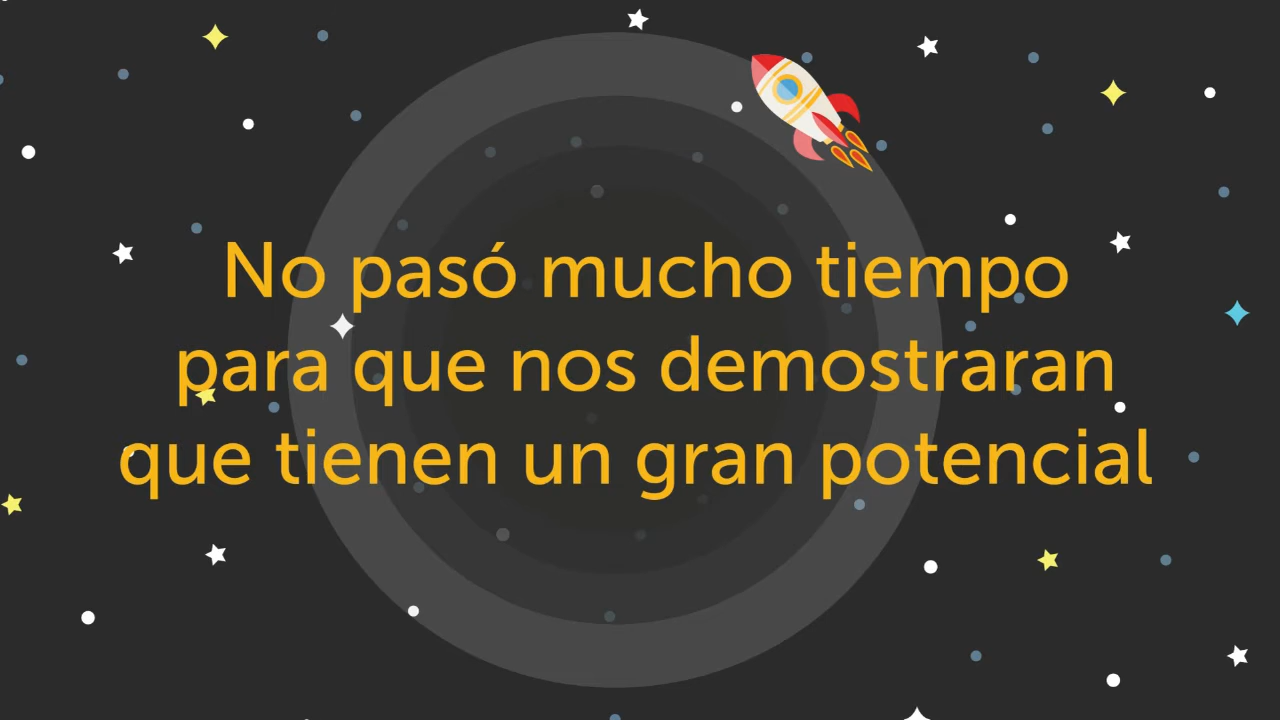 No pasó mucho tiempo
para que nos demostraran
que tienen un gran potencial